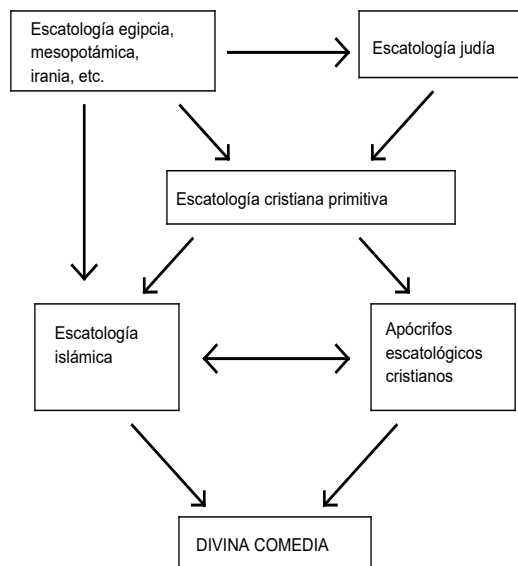 Escatología egipcia,
mesopotámica,
irania, etc.
Escatología judía
Escatología cristiana primitiva
Escatología
islámica
Apócrifos
escatológicos
cristianos
DIVINA COMEDIA